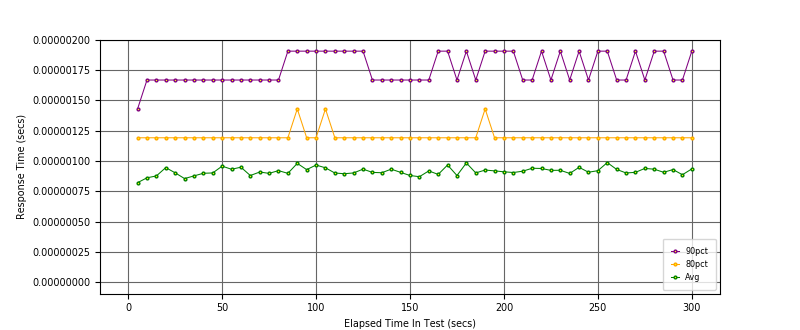 0.00000200
0.00000175
0.00000150
0.00000125
0.00000100
0.00000075
0.00000050
0.00000025
0.00000000
Response Time (secs)
90pct
80pct
Avg
0 50 100 150 200 250 300
Elapsed Time In Test (secs)